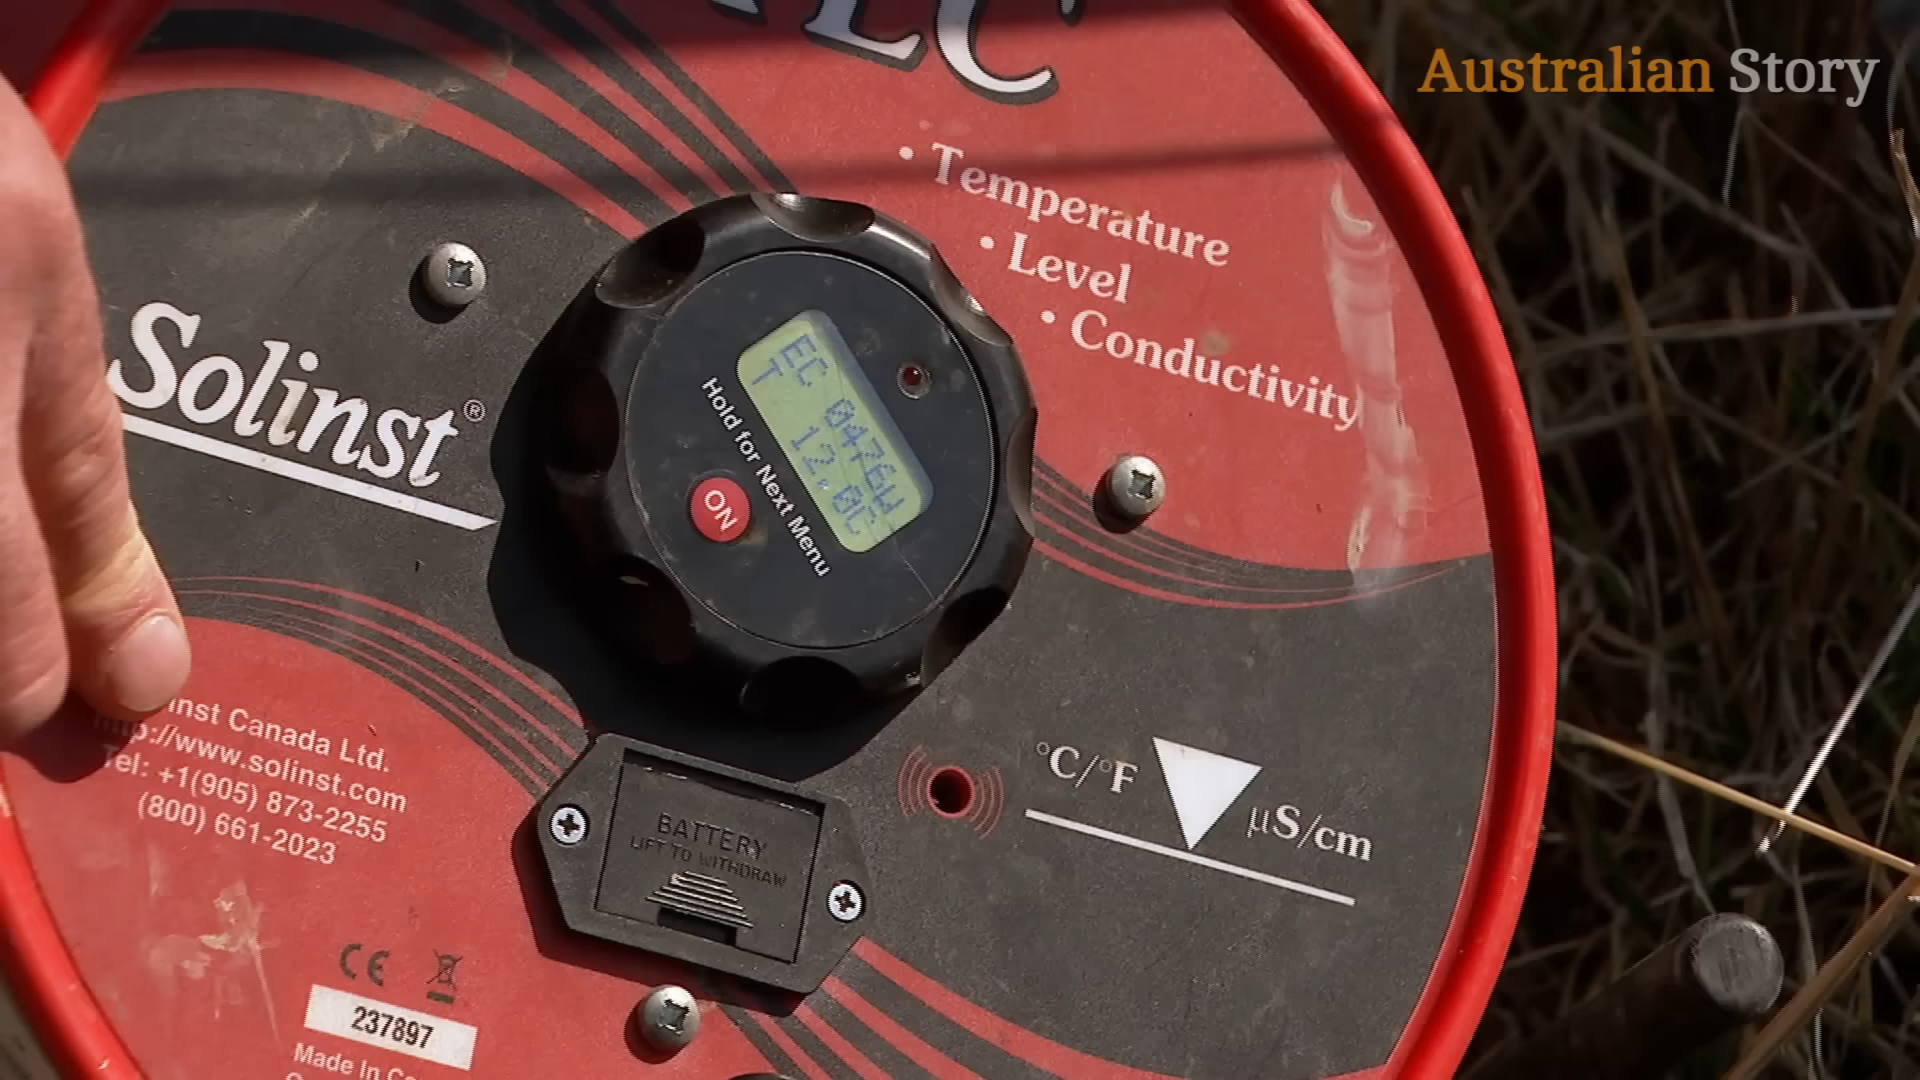 TLC
Australian Story
• Temperature
• Level
• Conductivity
Solinst®
EC 0476W
T 12.0C
Hold for Next Menu
ON
inst Canada Ltd.
http://www.solinst.com
Tel: +1(905) 873-2255
(800) 661-2023
°C/°F
µS/cm
BATTERY
LIFT TO WITHDRAW
CE
237897
Made In